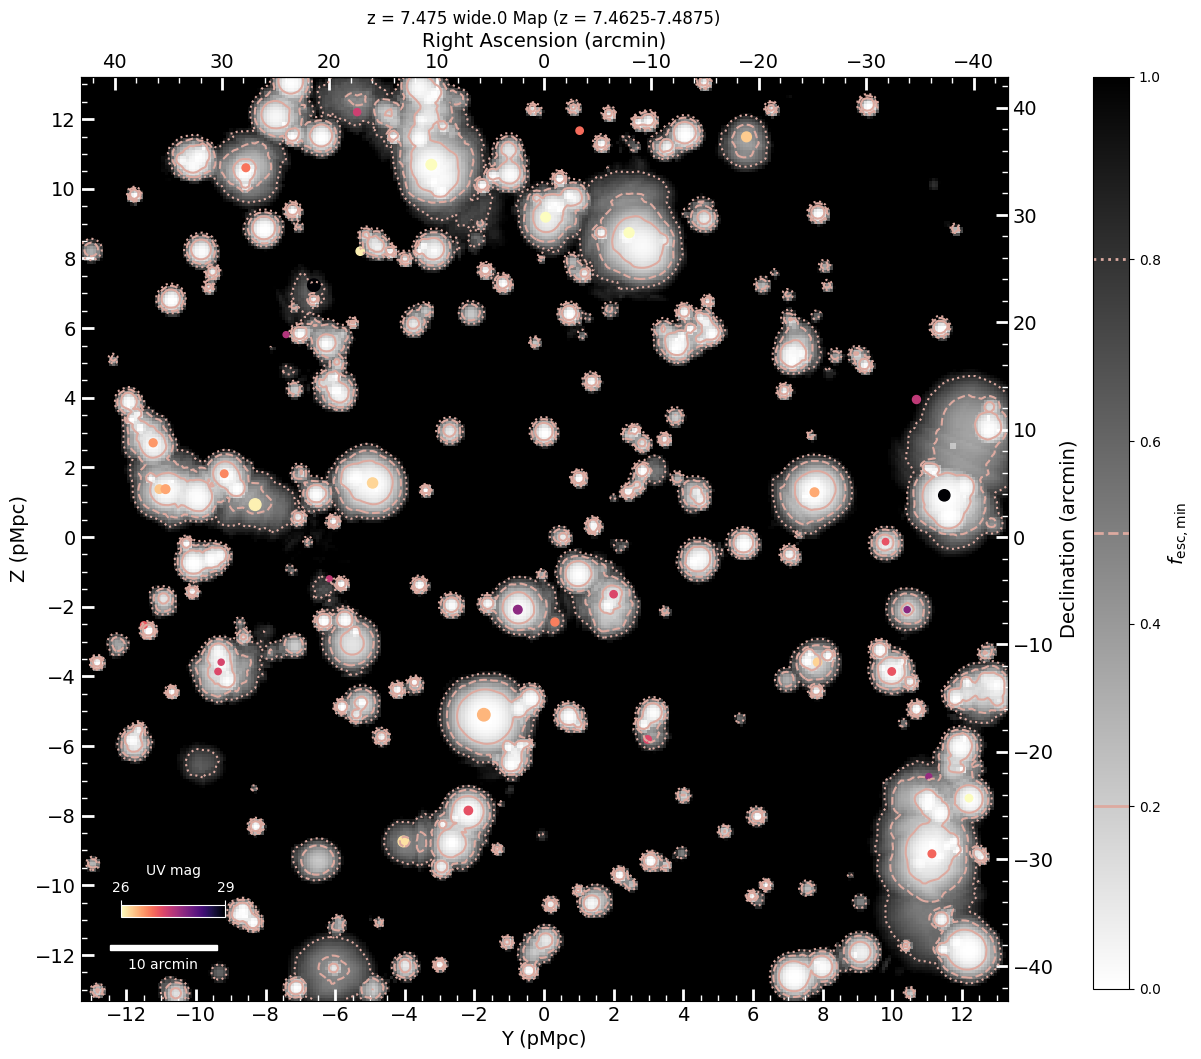 z = 7.475 wide.0 Map (z = 7.4625-7.4875)
Right Ascension (arcmin)
40 30 20 10 0 −10 −20 −30 −40
12
10
8
6
4
2
0
−2
−4
−6
−8
−10
−12
Z (pMpc)
UV mag
26 29
10 arcmin
−12 −10 −8 −6 −4 −2 0 2 4 6 8 10 12
Y (pMpc)
40
30
20
10
0
−10
−20
−30
−40
Declination (arcmin)
1.0
0.8
0.6
0.4
0.2
0.0
fesc,min